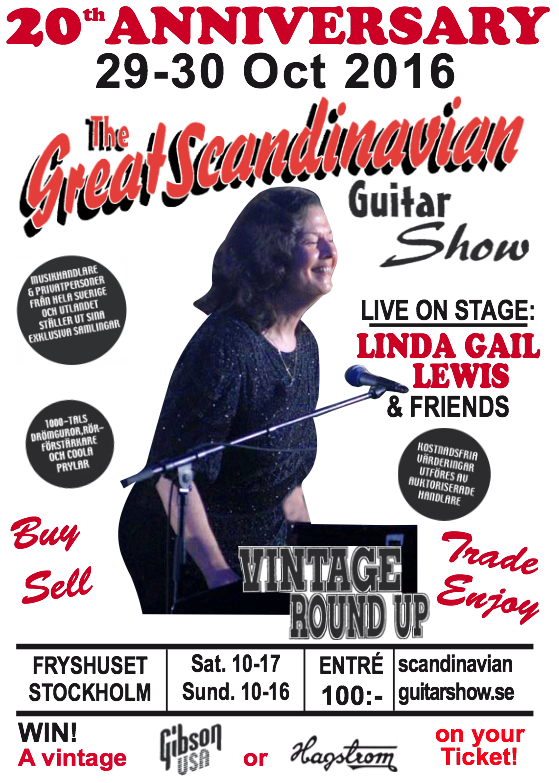 20th ANNIVERSARY
29-30 Oct 2016
The
Great Scandinavian
Guitar
Show
MUSIKHANDLARE
& PRIVATPERSONER
FRÅN HELA SVERIGE
OCH UTLANDET
STÄLLER UT SINA
EXKLUSIVA SAMLINGAR
LIVE ON STAGE:
LINDA GAIL
LEWIS
& FRIENDS
1000-TALS
DRÖMGUROR,RÖR-
FÖRSTÄRKARE
OCH COOLA
PRYLAR
KOSTNADSFRIA
VÄRDERINGAR
UTFÖRES AV
AUKTORISERADE
HANDLARE
Buy
Sell
Trade
Enjoy
VINTAGE
ROUND UP
FRYSHUSET
STOCKHOLM
Sat. 10-17
Sund. 10-16
ENTRÉ
100:-
scandinavian
guitarshow.se
WIN!
A vintage
Gibson
USA
or
Hagstrom
on your
Ticket!